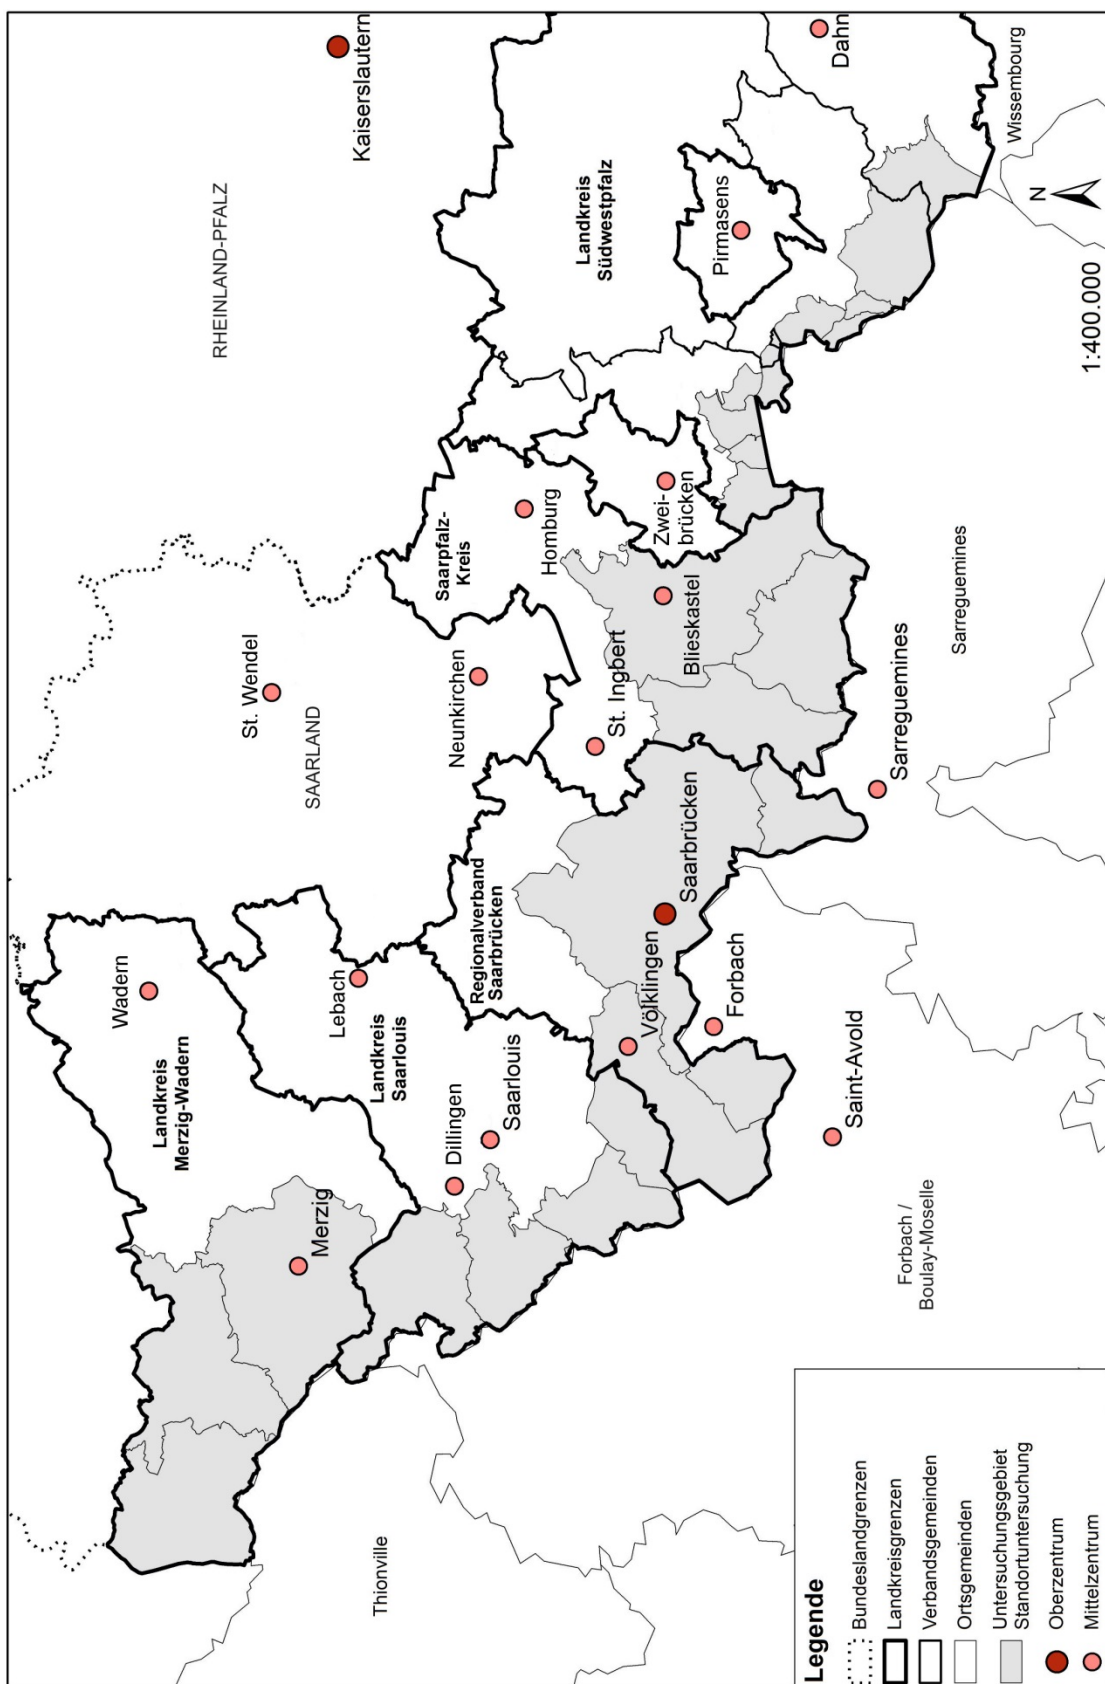 RHEINLAND-PFALZ
Kaiserslautern
St. Wendel
SAARLAND
Wadern
Landkreis
Merzig-Wadern
Merzig
Lebach
Landkreis
Saarlouis
Dillingen
Saarlouis
Regionalverband
Saarbrücken
Neunkirchen
Saarpfalz-
Kreis
Homburg
Landkreis
Südwestpfalz
Pirmasens
Dahn
Zwei-
brücken
St. Ingbert
Blieskastel
Völklingen
Saarbrücken
Forbach
Saint-Avold
Sarreguemines
Sarreguemines
Thionville
Forbach /
Boulay-Moselle
Wissembourg
N
1:400.000
Legende
Bundeslandgrenzen
Landkreisgrenzen
Verbandsgemeinden
Ortsgemeinden
Untersuchungsgebiet
Standortuntersuchung
Oberzentrum
Mittelzentrum